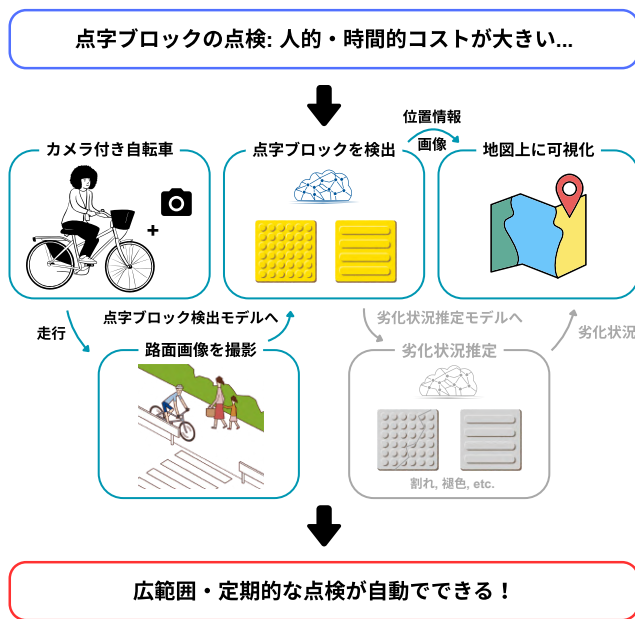 点字ブロックの点検: 人的・時間的コストが大きい...
位置情報
画像
カメラ付き自転車
点字ブロックを検出
地図上に可視化
+
走行
点字ブロック検出モデルへ
劣化状況推定モデルへ
劣化状況
路面画像を撮影
劣化状況推定
割れ, 褪色, etc.
広範囲・定期的な点検が自動でできる！